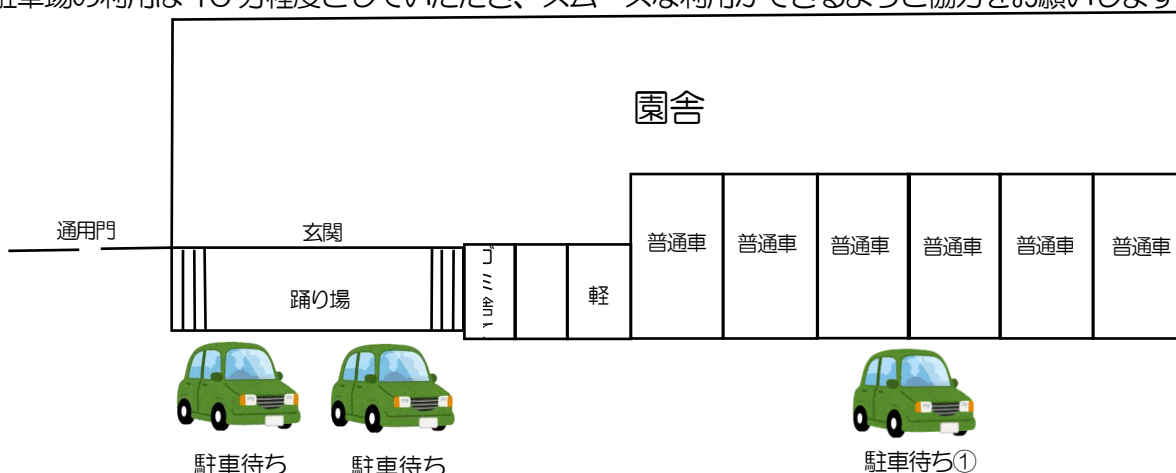 駐車場の利用は10分程度としていただき、スムーズな利用ができるようご協力をお願いします
園舎
通用門
玄関
普通車
普通車
普通車
普通車
普通車
普通車
踊り場
軽
駐車待ち
駐車待ち
駐車待ち①